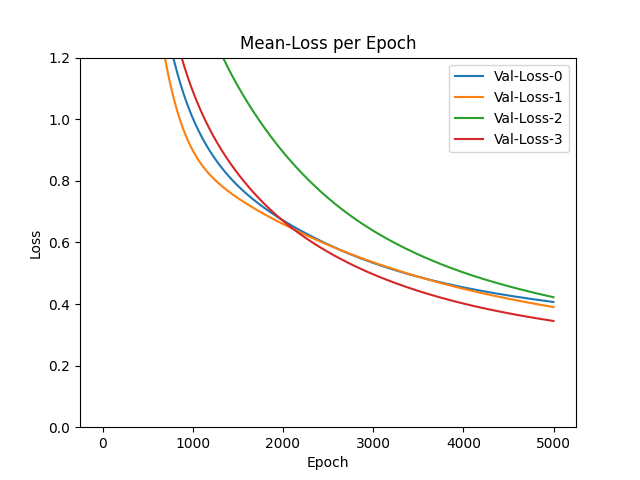 Mean-Loss per Epoch
1.2
1.0
0.8
0.6
0.4
0.2
0.0
Loss
Val-Loss-0
Val-Loss-1
Val-Loss-2
Val-Loss-3
0 1000 2000 3000 4000 5000
Epoch